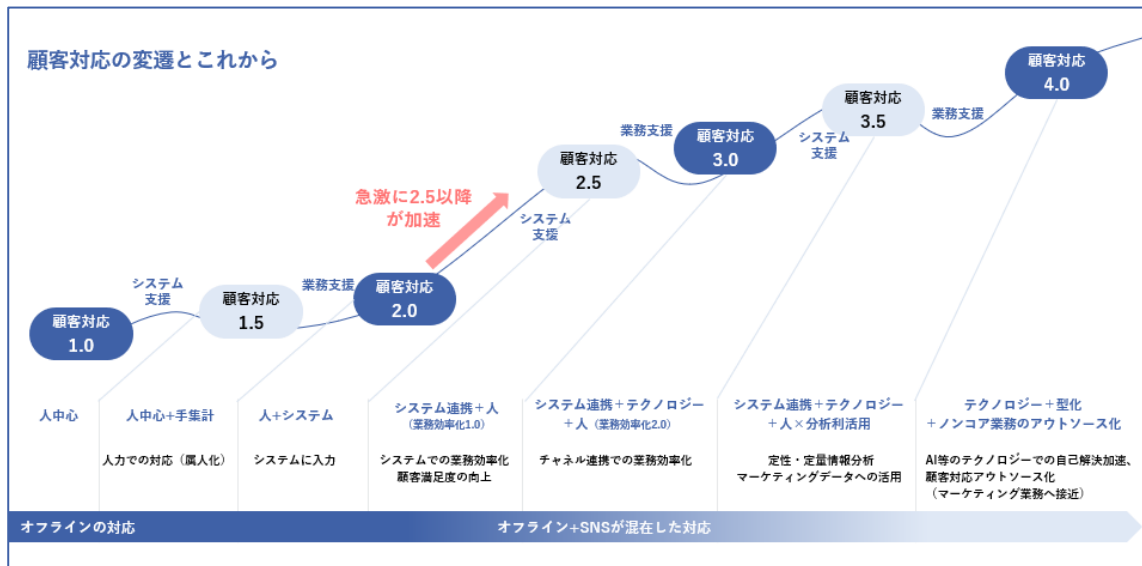 顧客対応の変遷とこれから
顧客対応
1.0
システム
支援
顧客対応
1.5
業務支援
顧客対応
2.0
急激に2.5以降
が加速
システム
支援
顧客対応
2.5
業務支援
顧客対応
3.0
システム
支援
顧客対応
3.5
業務支援
顧客対応
4.0
人中心
人中心+手集計
人力での対応（属人化）
人+システム
システムに入力
システム連携＋人
（業務効率化1.0）
システムでの業務効率化
顧客満足度の向上
システム連携＋テクノロジー
＋人（業務効率化2.0）
チャネル連携での業務効率化
システム連携＋テクノロジー
＋人×分析利活用
定性・定量情報分析
マーケティングデータへの活用
テクノロジー＋型化
＋ノンコア業務のアウトソース化
AI等のテクノロジーでの自己解決加速、
顧客対応アウトソース化
（マーケティング業務へ接近）
オフラインの対応
オフライン+SNSが混在した対応